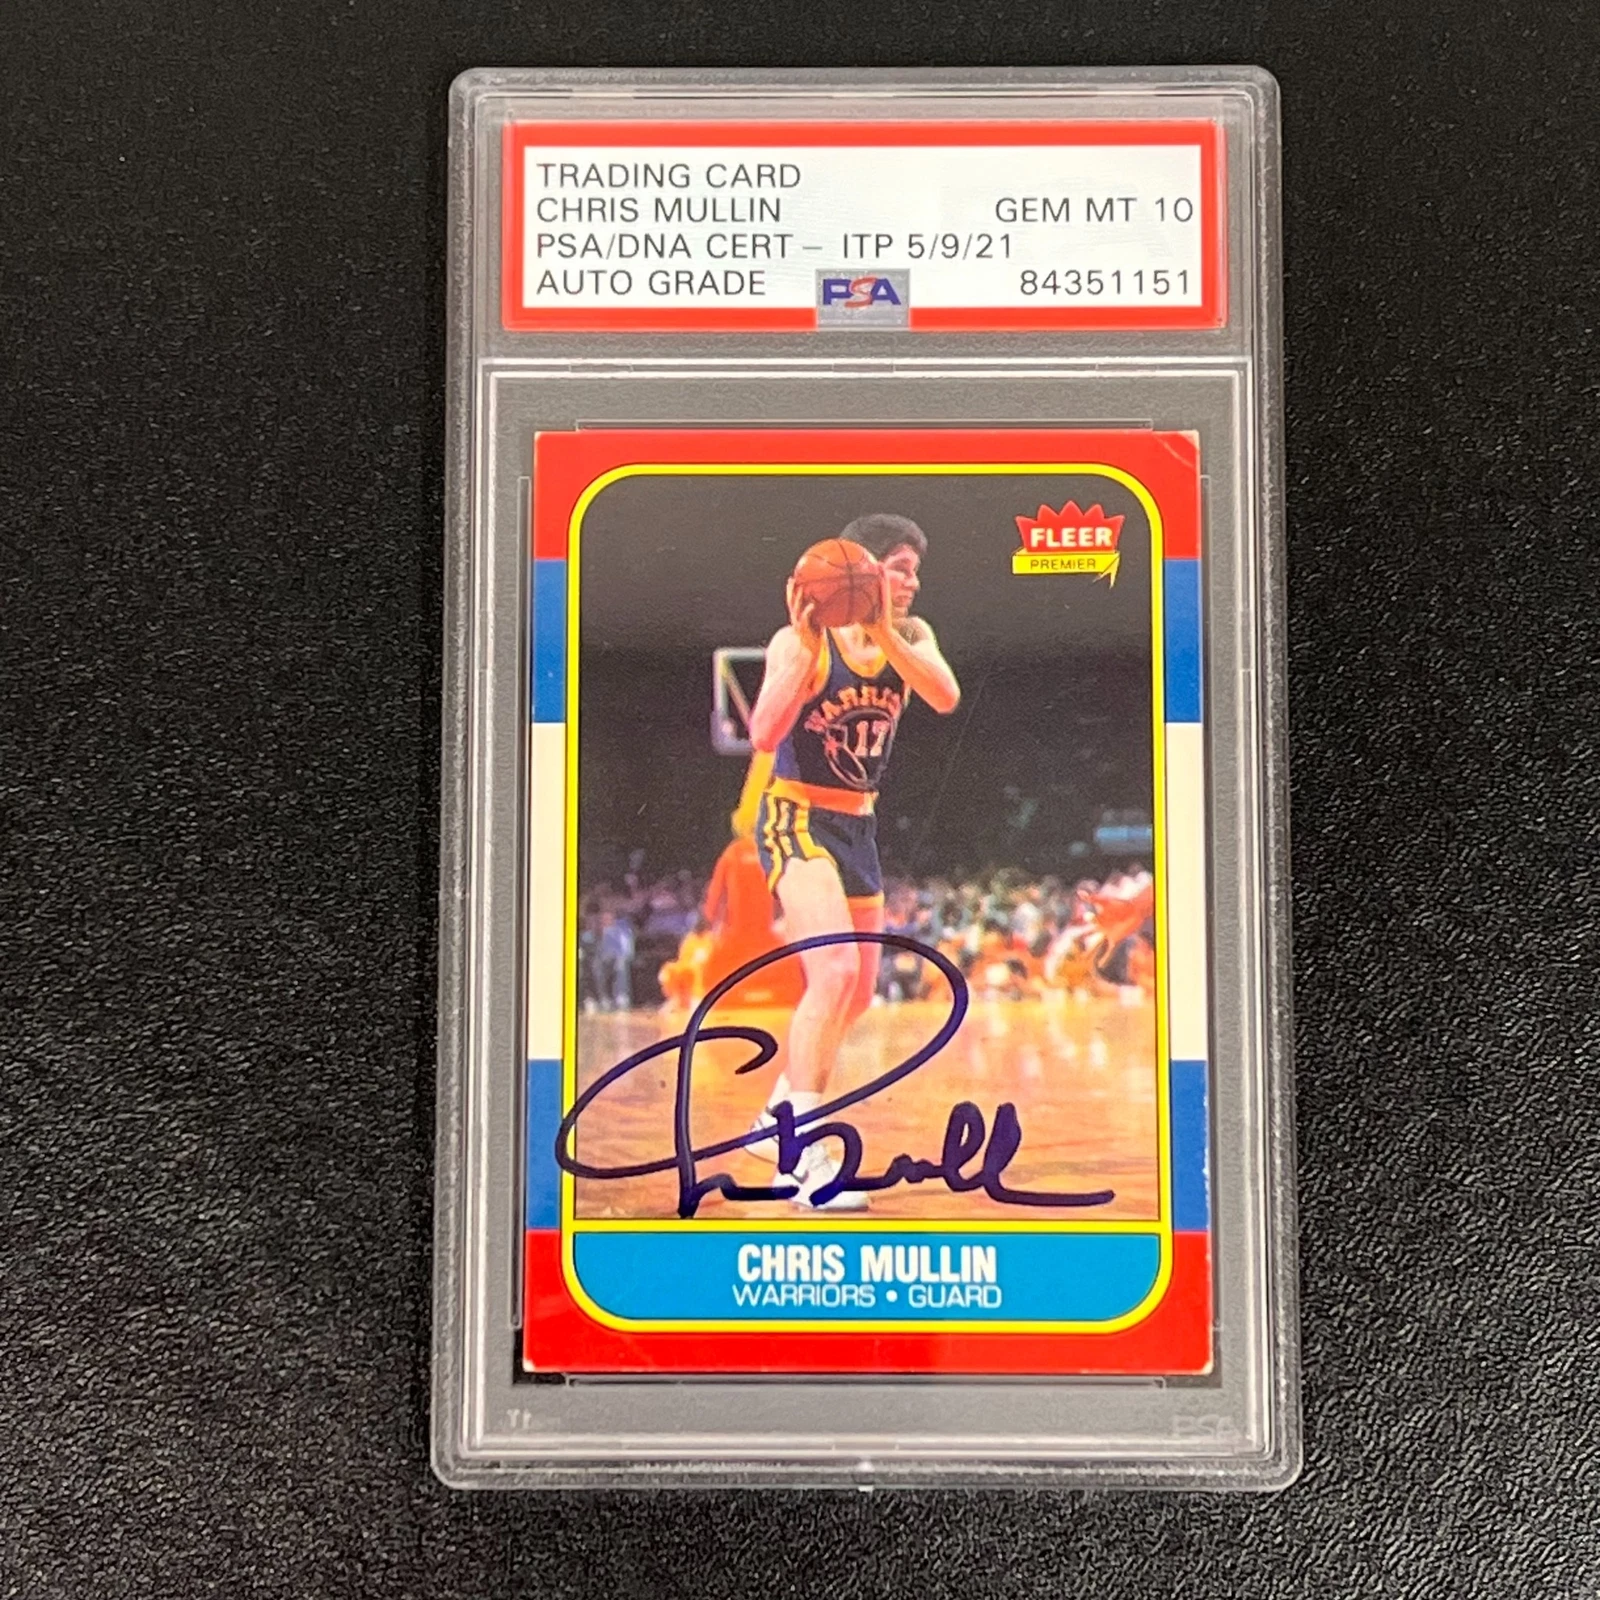 TRADING CARD
CHRIS MULLIN GEM MT 10
PSA/DNA CERT – ITP 5/9/21
AUTO GRADE PSA 84351151
FLEER
PREMIER
WARRIO
17
CHRIS MULLIN
WARRIORS • GUARD
PSA